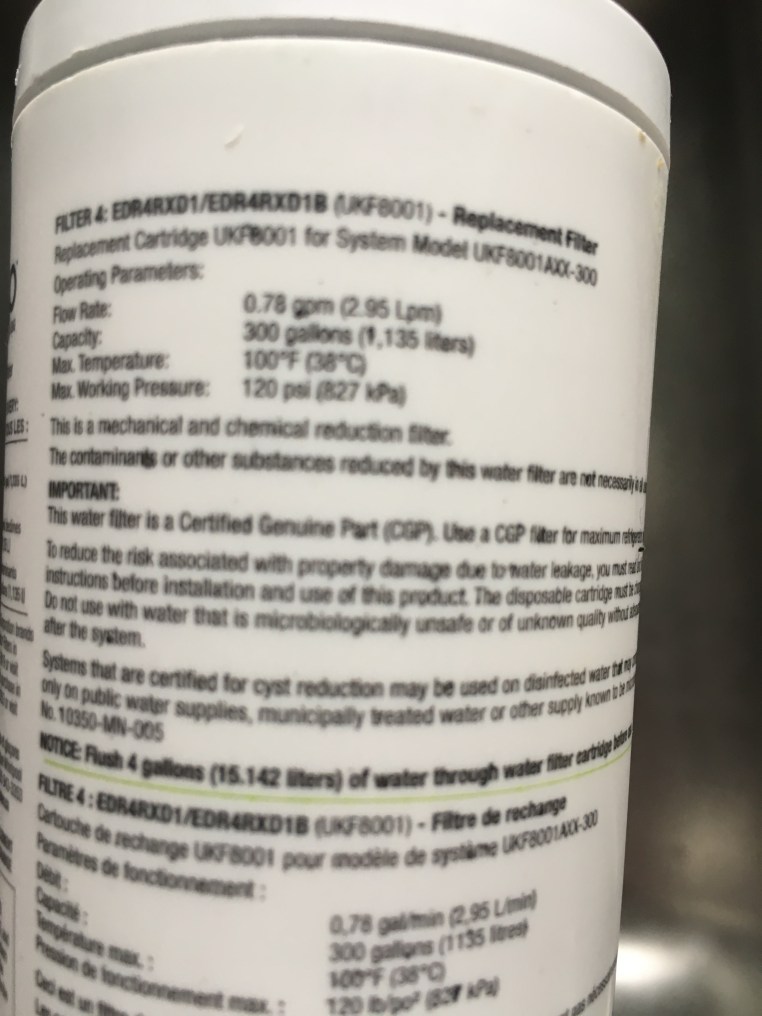 FILTER 4: EDR4RXD1/EDR4RXD1B (UKF8001) - Replacement Filter
Replacement Cartridge UKF8001 for System Model UKF8001AXX-300
Operating Parameters:
Flow Rate: 0.78 gpm (2.95 Lpm)
Capacity: 300 gallons (1,135 liters)
Max. Temperature: 100°F (38°C)
Max. Working Pressure: 120 psi (827 kPa)
This is a mechanical and chemical reduction filter.
The contaminants or other substances reduced by this water filter are not necessarily in
IMPORTANT:
This water filter is a Certified Genuine Part (CGP). Use a CGP filter for maximum
To reduce the risk associated with property damage due to water leakage, you must read
instructions before installation and use of this product. The disposable cartridge must be
Do not use with water that is microbiologically unsafe or of unknown quality without
after the system.
Systems that are certified for cyst reduction may be used on disinfected water that may
only on public water supplies, municipally treated water or other supply known to be
No. 10350-MN-005
NOTICE: Flush 4 gallons (15.142 liters) of water through water filter cartridge before
FILTRE 4 : EDR4RXD1/EDR4RXD1B (UKF8001) - Filtre de rechange
Cartouche de rechange UKF8001 pour modèle de système UKF8001AXX-300
Paramètres de fonctionnement :
Débit : 0,78 gal/min (2,95 L/min)
Capacité : 300 gallons (1135 litres)
Température max. : 100°F (38°C)
Pression de fonctionnement max. : 120 lb/po² (827 kPa)
Ceci est un